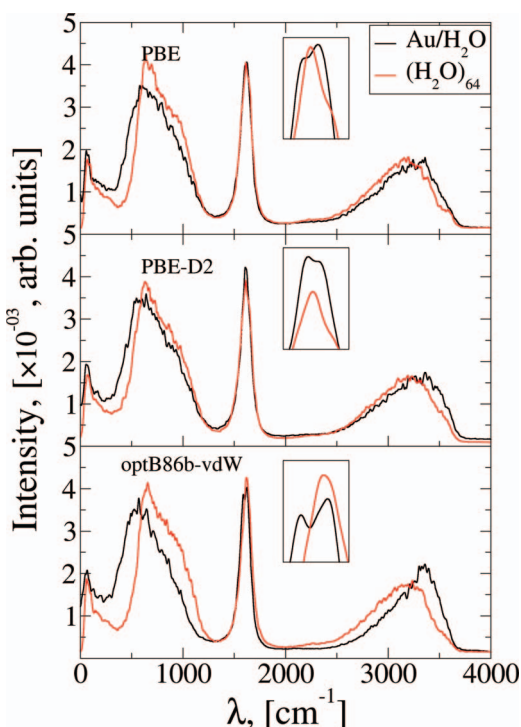 5
4
3
2
1
PBE
Au/H₂O
(H₂O)₆₄
5
4
3
2
1
PBE-D2
5
4
3
2
1
optB86b-vdW
0 1000 2000 3000 4000
λ, [cm⁻¹]
Intensity, [×10⁻⁰³, arb. units]